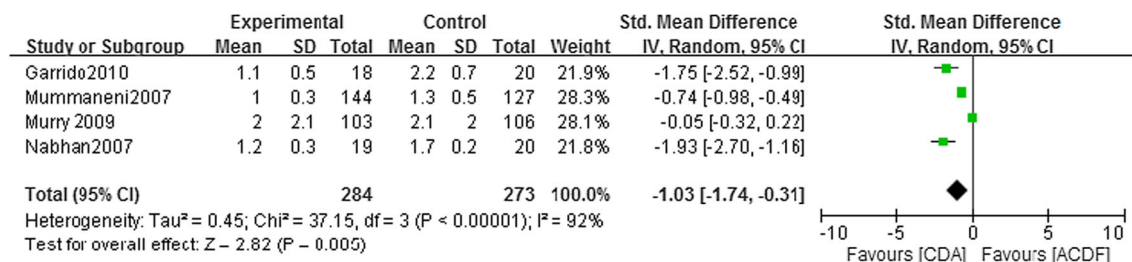 Experimental Control Std. Mean Difference Std. Mean Difference
Study or Subgroup Mean SD Total Mean SD Total Weight IV, Random, 95% CI IV, Random, 95% CI
Garrido2010 1.1 0.5 18 2.2 0.7 20 21.9% -1.75 [-2.52, -0.99]
Mummaneni2007 1 0.3 144 1.3 0.5 127 28.3% -0.74 [-0.98, -0.49]
Murry 2009 2 2.1 103 2.1 2 106 28.1% -0.05 [-0.32, 0.22]
Nabhan2007 1.2 0.3 19 1.7 0.2 20 21.8% -1.93 [-2.70, -1.16]
Total (95% CI) 284 273 100.0% -1.03 [-1.74, -0.31]
Heterogeneity: Tau² = 0.45; Chi² = 37.15, df = 3 (P < 0.00001); I² = 92%
Test for overall effect: Z = 2.82 (P = 0.005)
-10 -5 0 5 10
Favours [CDA] Favours [ACDF]